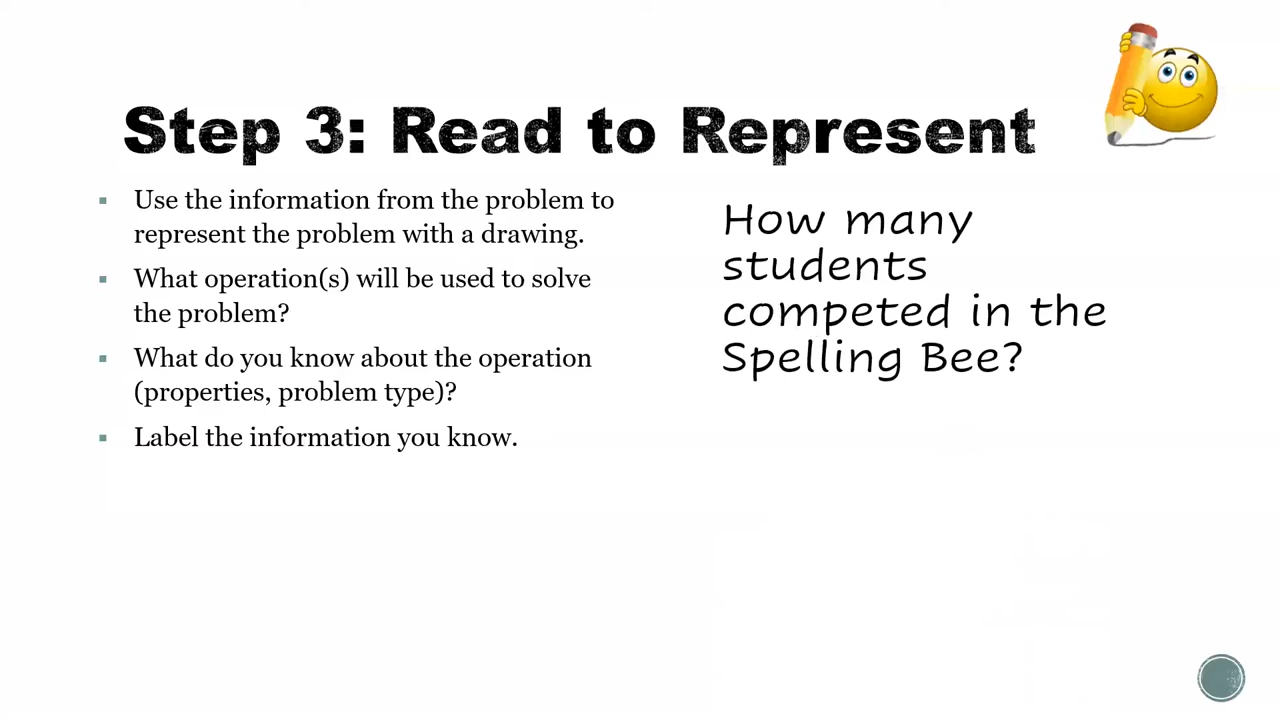 Step 3: Read to Represent
Use the information from the problem to
represent the problem with a drawing.
What operation(s) will be used to solve
the problem?
What do you know about the operation
(properties, problem type)?
Label the information you know.
How many
students
competed in the
Spelling Bee?